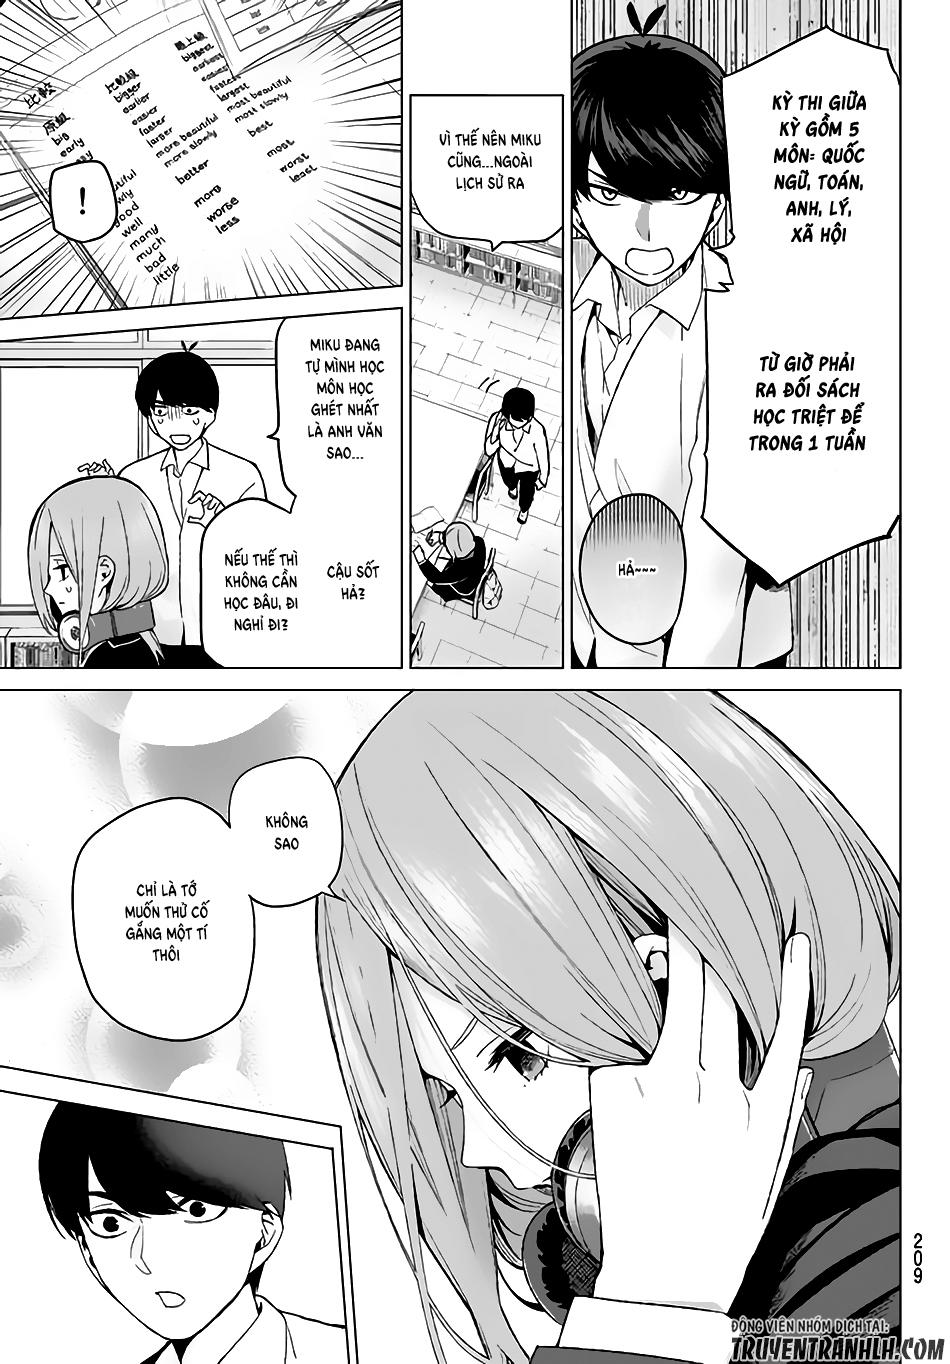 KỲ THI GIỮA
KỲ GỒM 5
MÔN: QUỐC
NGỮ, TOÁN,
ANH, LÝ,
XÃ HỘI
TỪ GIỜ PHẢI
RA ĐỐI SÁCH
HỌC TRIỆT ĐỂ
TRONG 1 TUẦN
HẢ~~~
VÌ THẾ NÊN MIKU
CŨNG...NGOÀI
LỊCH SỬ RA
原級
比較級
最上級
big
bigger
biggest
early
earlier
earliest
easier
easiest
faster
fastest
larger
largest
more beautiful
most beautiful
more slowly
most slowly
good
better
best
well
many
more
most
much
bad
worse
worst
little
less
least
!
MIKU ĐANG
TỰ MÌNH HỌC
MÔN HỌC
GHÉT NHẤT
LÀ ANH VĂN
SAO...
CẬU SỐT
HẢ?
NẾU THẾ THÌ
KHÔNG CẦN
HỌC ĐÂU, ĐI
NGHỈ ĐI?
KHÔNG
SAO
CHỈ LÀ TỚ
MUỐN THỬ CỐ
GẮNG MỘT TÍ
THÔI
209
ĐỘNG VIÊN NHÓM DỊCH TẠI:
TRUYENTRANHLH.COM